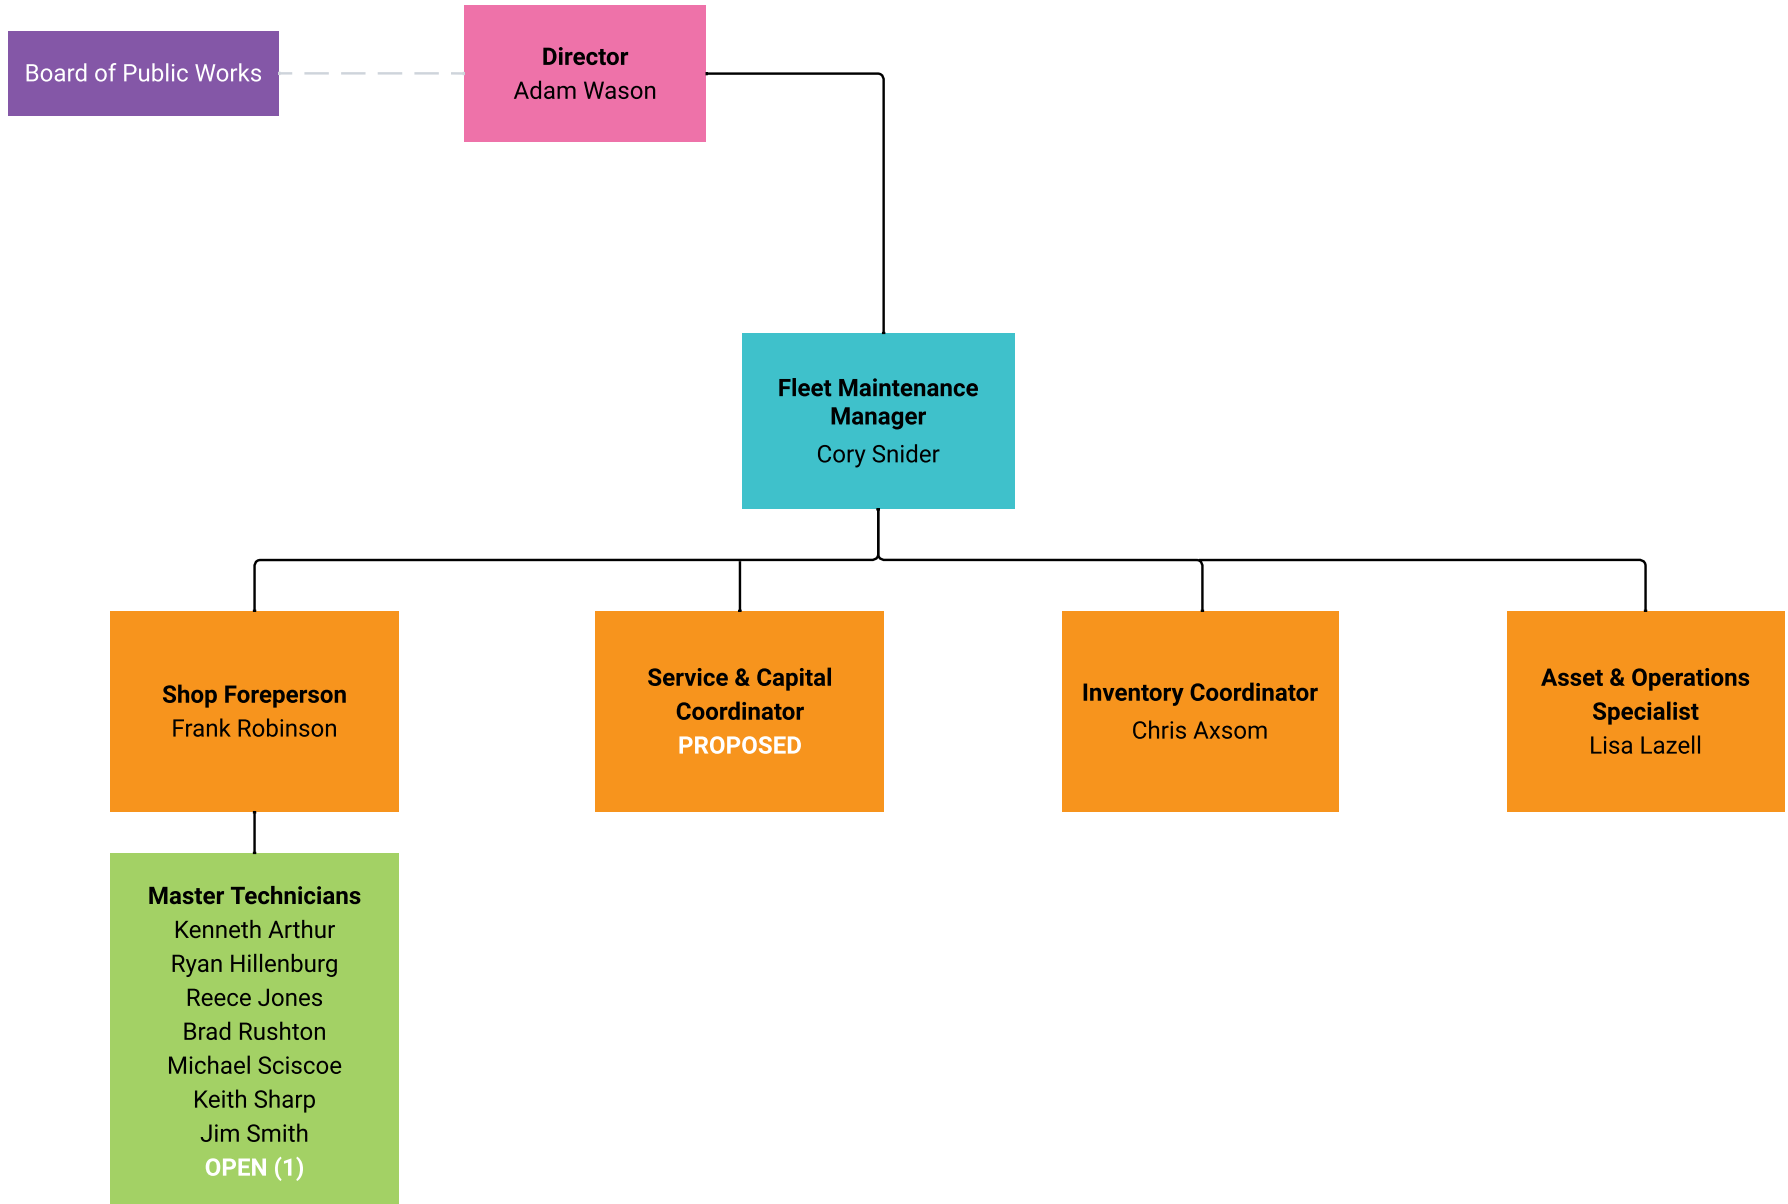 Board of Public Works
Director
Adam Wason
Fleet Maintenance
Manager
Cory Snider
Shop Foreperson
Frank Robinson
Service & Capital
Coordinator
PROPOSED
Inventory Coordinator
Chris Axsom
Asset & Operations
Specialist
Lisa Lazell
Master Technicians
Kenneth Arthur
Ryan Hillenburg
Reece Jones
Brad Rushton
Michael Sciscoe
Keith Sharp
Jim Smith
OPEN (1)